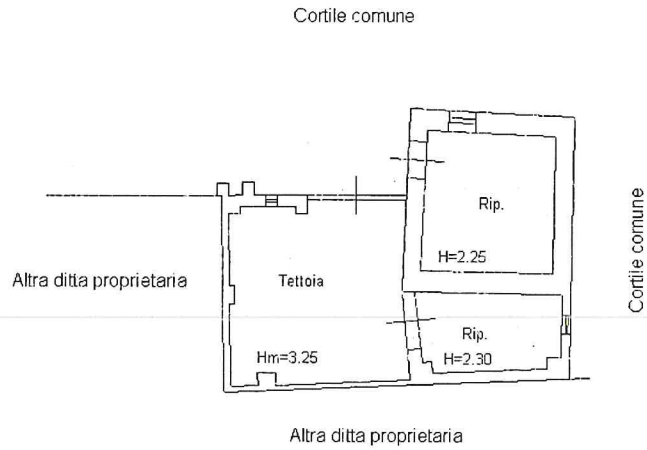 Cortile comune
Rip.
H=2.25
Cortile comune
Altra ditta proprietaria
Tettoia
Hm=3.25
Rip.
H=2.30
Altra ditta proprietaria